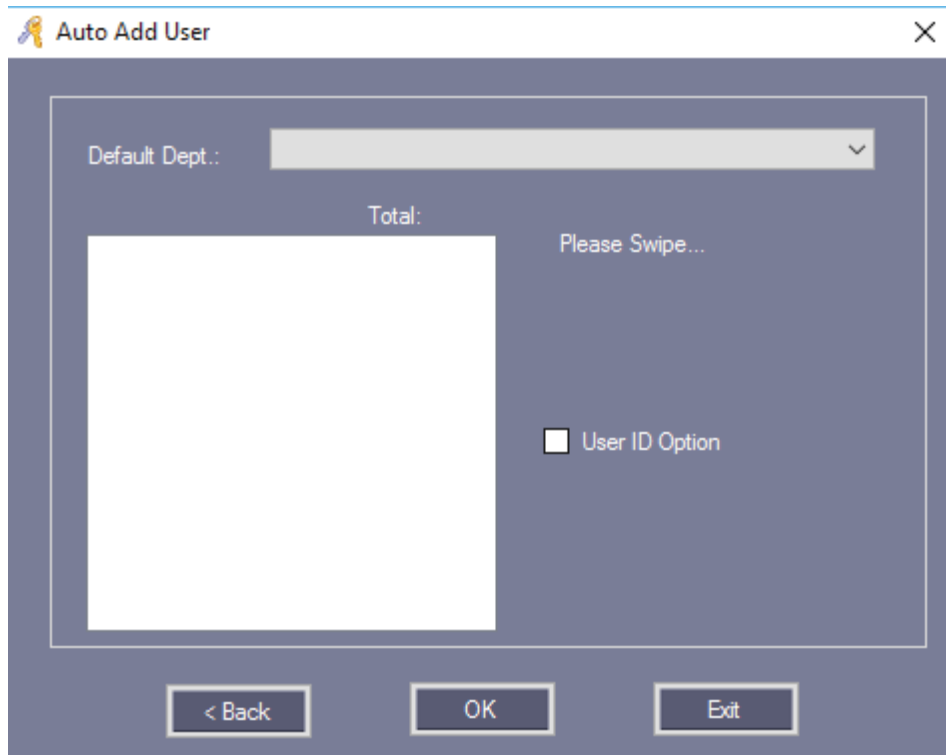 Auto Add User
Default Dept.:
Total:
Please Swipe...
User ID Option
< Back
OK
Exit